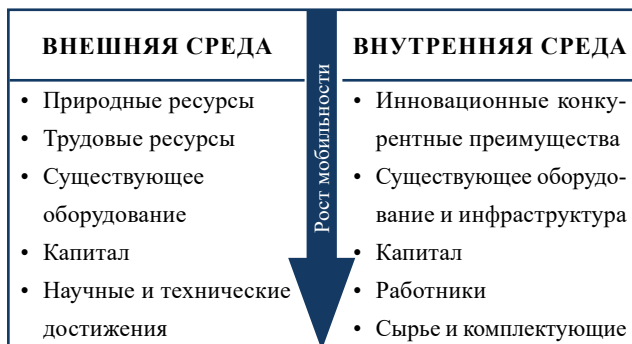 ВНЕШНЯЯ СРЕДА
• Природные ресурсы
• Трудовые ресурсы
• Существующее
оборудование
• Капитал
• Научные и технические
достижения
Рост мобильности
ВНУТРЕННЯЯ СРЕДА
• Инновационные конку-
рентные преимущества
• Существующее оборудо-
вание и инфраструктура
• Капитал
• Работники
• Сырье и комплектующие